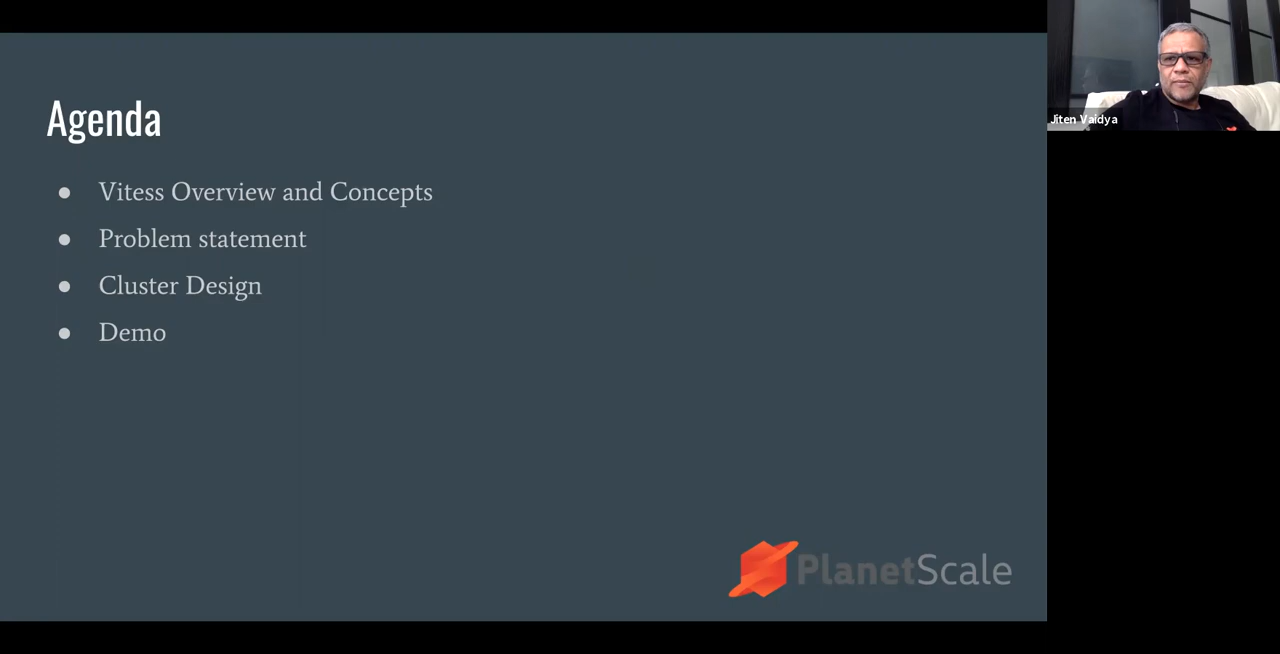 Agenda
● Vitess Overview and Concepts
● Problem statement
● Cluster Design
● Demo
PlanetScale
Jiten Vaidya